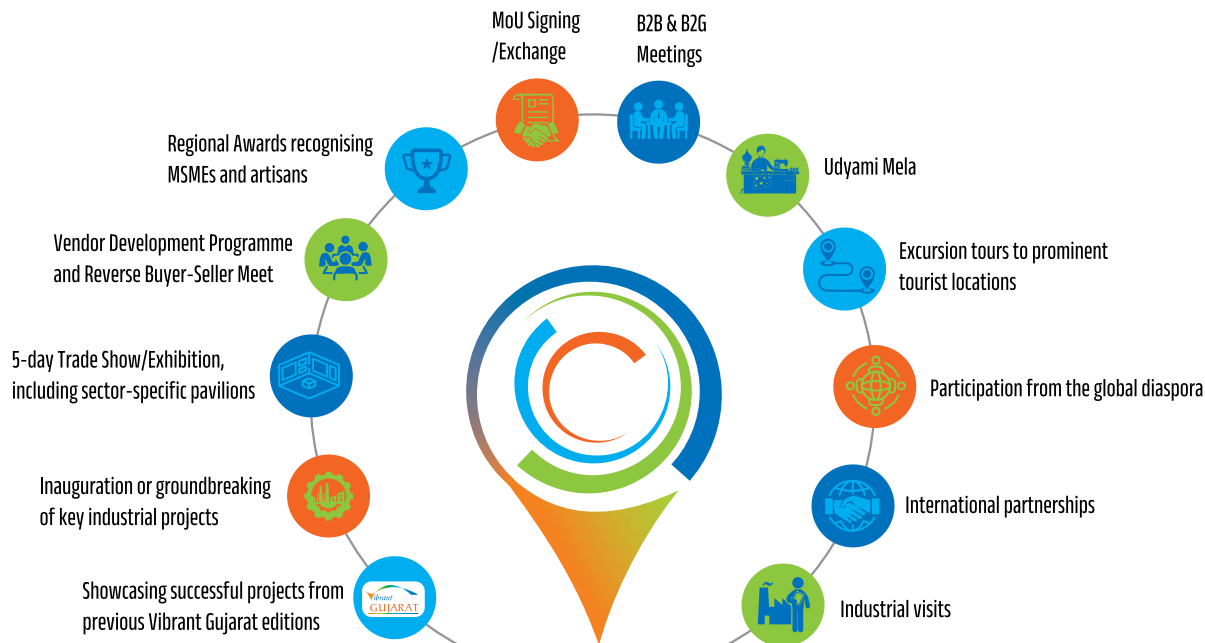 MoU Signing
/Exchange
B2B & B2G
Meetings
Regional Awards recognising
MSMEs and artisans
Udyami Mela
Vendor Development Programme
and Reverse Buyer-Seller Meet
Excursion tours to prominent
tourist locations
5-day Trade Show/Exhibition,
including sector-specific pavilions
Participation from the global diaspora
Inauguration or groundbreaking
of key industrial projects
International partnerships
Showcasing successful projects from
previous Vibrant Gujarat editions
Vibrant
GUJARAT
Industrial visits